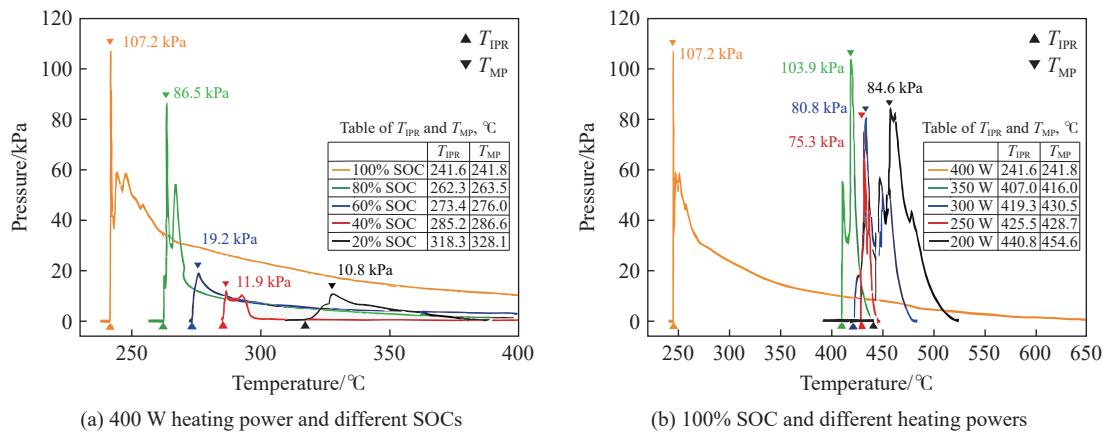 120
100
80
60
40
20
0
Pressure/kPa
250
300
350
400
Temperature/℃
107.2 kPa
86.5 kPa
19.2 kPa
11.9 kPa
10.8 kPa
T_IPR
T_MP
Table of T_IPR and T_MP, ℃
T_IPR T_MP
100% SOC 241.6 241.8
80% SOC 262.3 263.5
60% SOC 273.4 276.0
40% SOC 285.2 286.6
20% SOC 318.3 328.1
(a) 400 W heating power and different SOCs
120
100
80
60
40
20
0
Pressure/kPa
250
300
350
400
450
500
550
600
650
Temperature/℃
107.2 kPa
103.9 kPa
80.8 kPa
75.3 kPa
84.6 kPa
T_IPR
T_MP
Table of T_IPR and T_MP, ℃
T_IPR T_MP
400 W 241.6 241.8
350 W 407.0 416.0
300 W 419.3 430.5
250 W 425.5 428.7
200 W 440.8 454.6
(b) 100% SOC and different heating powers